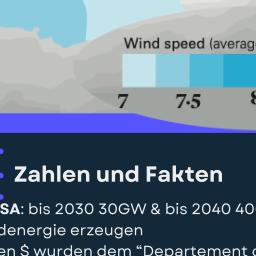 Wind speed (average
7 7·5
Zahlen und Fakten
SA: bis 2030 30GW & bis 2040 40
denergie erzeugen
en $ wurden dem “Departement